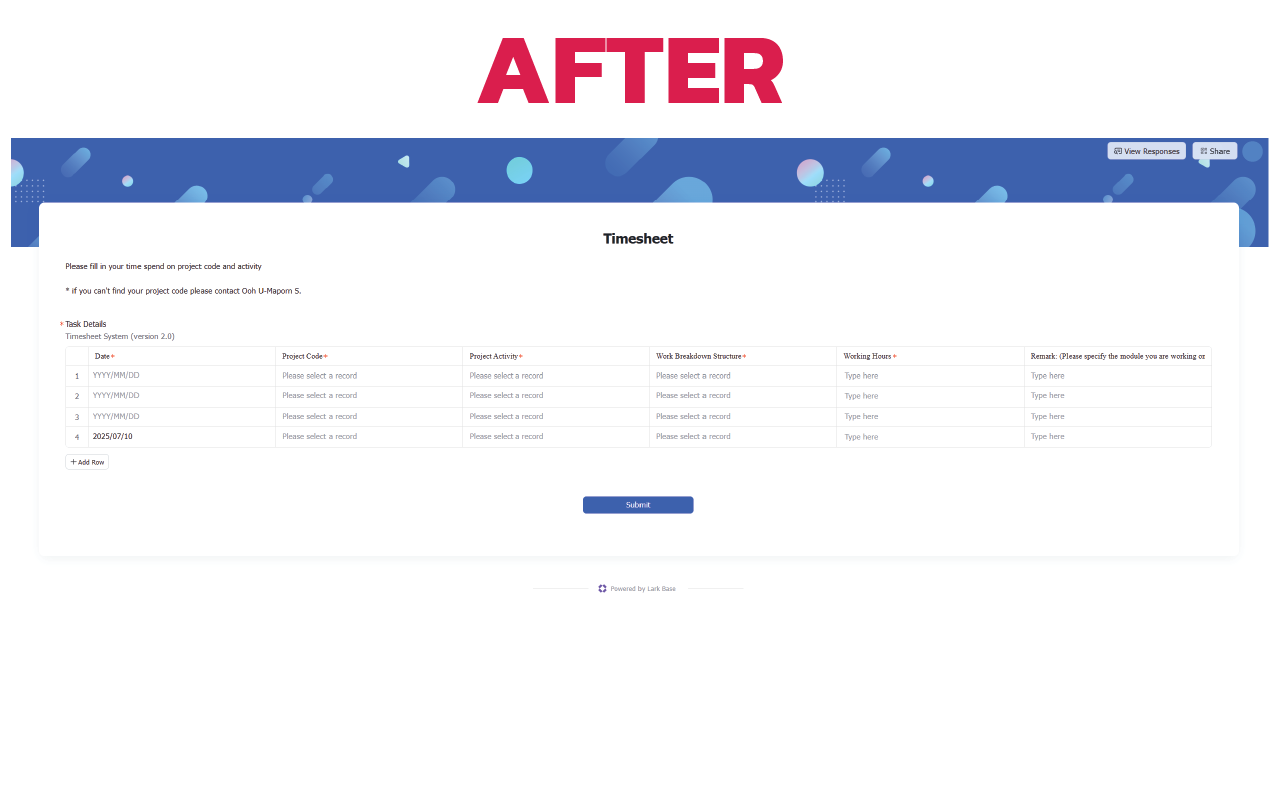 AFTER
View Responses Share
Timesheet
Please fill in your time spend on project code and activity
* if you can't find your project code please contact Ooh U-Maporn S.
* Task Details
Timesheet System (version 2.0)
Date* Project Code* Project Activity* Work Breakdown Structure* Working Hours* Remark: (Please specify the module you are working or
1 YYYY/MM/DD Please select a record Please select a record Please select a record Type here Type here
2 YYYY/MM/DD Please select a record Please select a record Please select a record Type here Type here
3 YYYY/MM/DD Please select a record Please select a record Please select a record Type here Type here
4 2025/07/10 Please select a record Please select a record Please select a record Type here Type here
+ Add Row
Submit
Powered by Lark Base